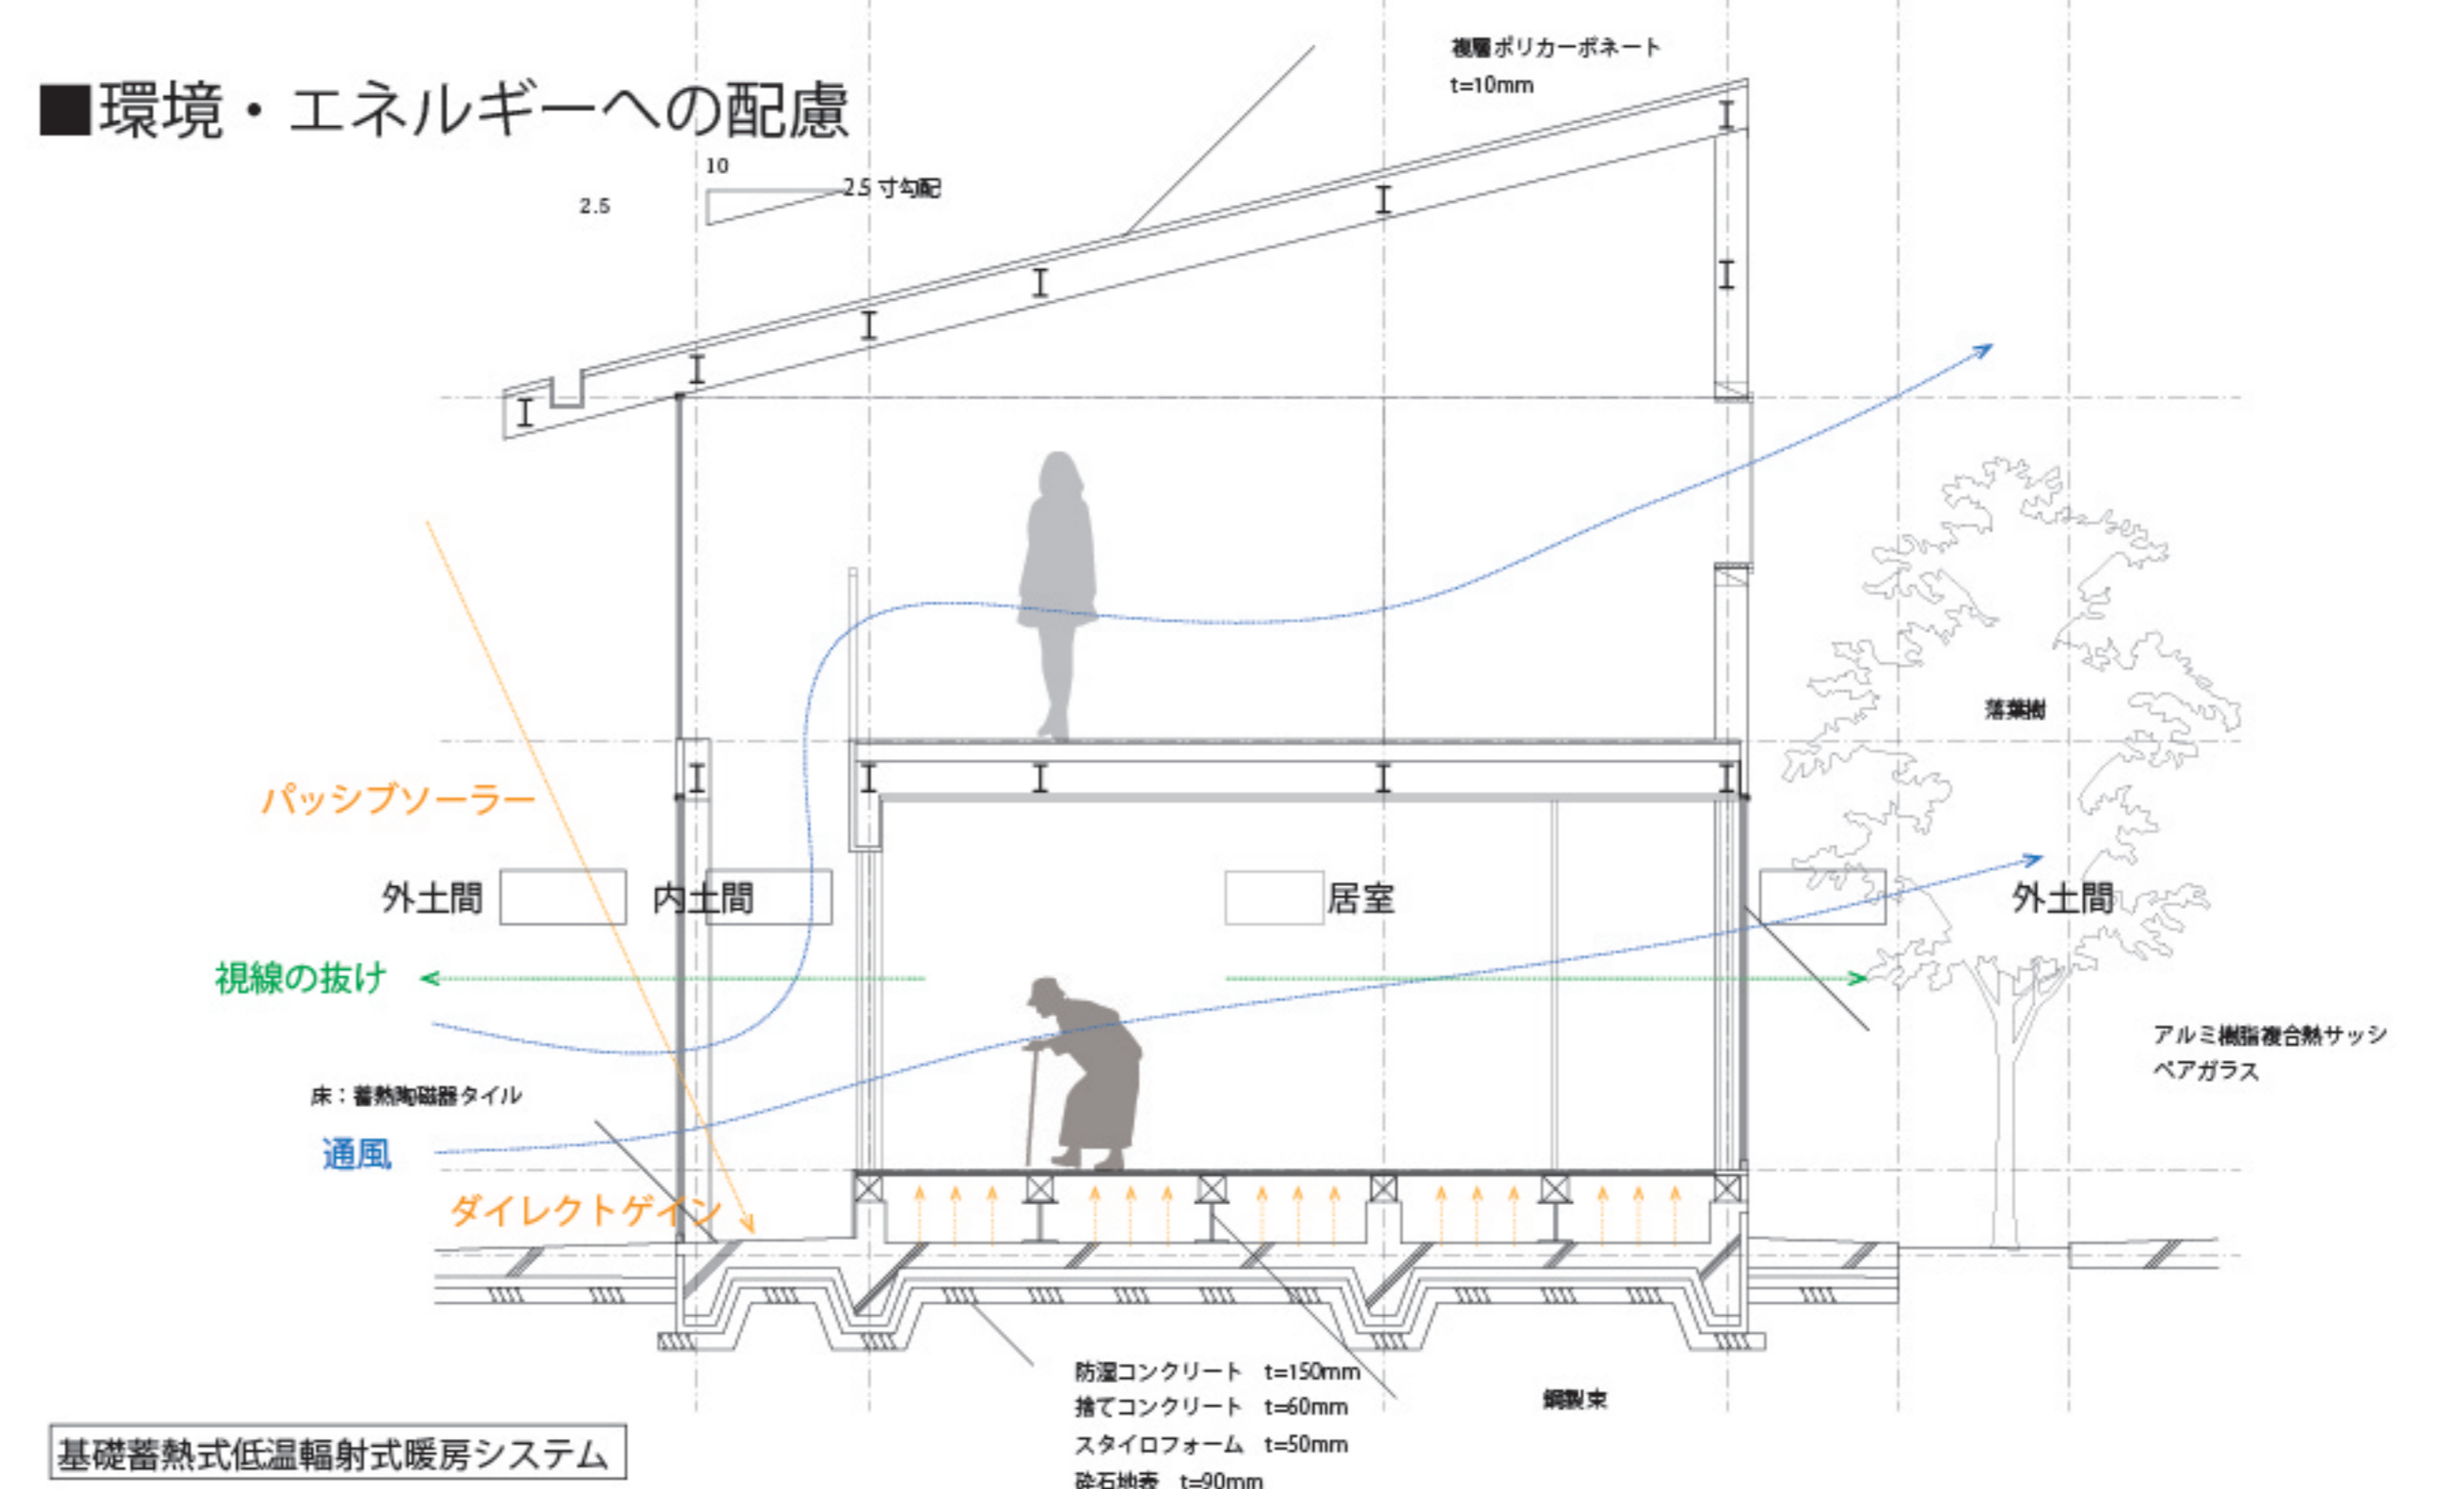 ■環境・エネルギーへの配慮
複層ポリカーボネート
t=10mm
10
2.5 寸勾配
2.5
落葉樹
パッシブソーラー
外土間
内土間
居室
外土間
視線の抜け
アルミ樹脂複合熱サッシ
ペアガラス
床：蓄熱陶磁器タイル
通風
ダイレクトゲイン
防湿コンクリート　t=150mm
捨てコンクリート　t=60mm
スタイロフォーム　t=50mm
砕石地表　t=90mm
鋼製束
基礎蓄熱式低温輻射式暖房システム